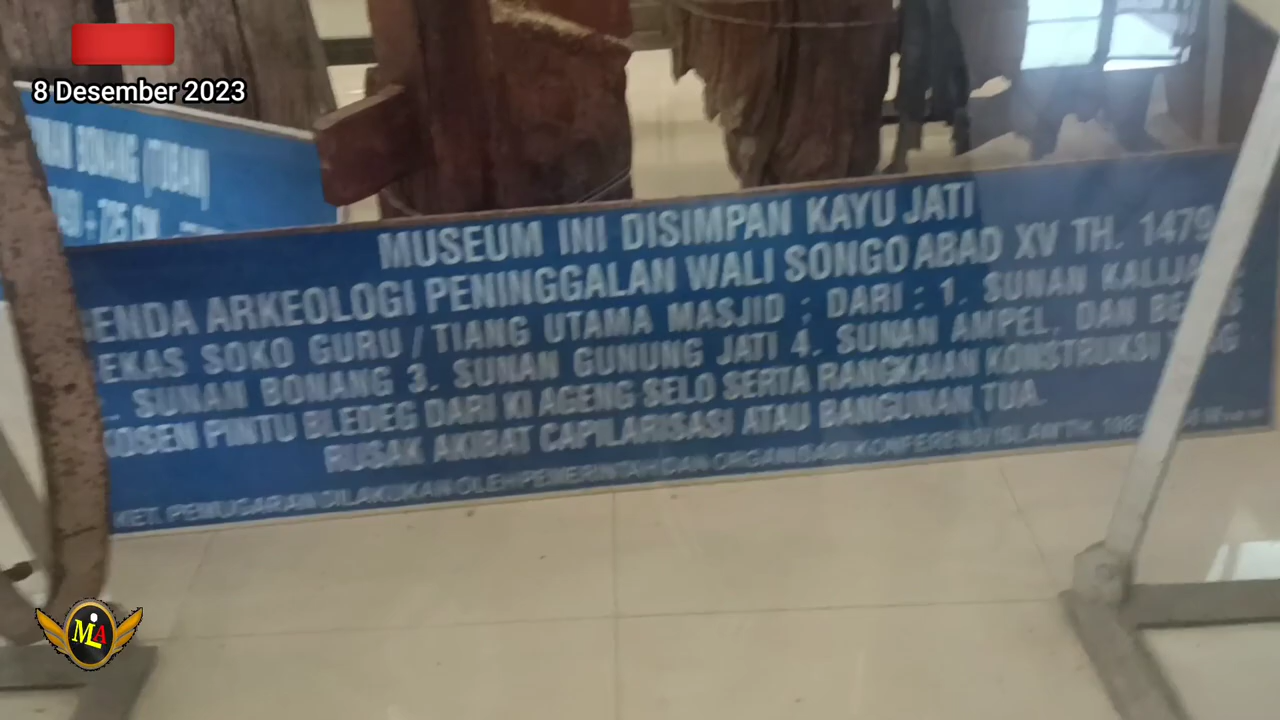 8 Desember 2023
BONANG (TUBAN)
MUSEUM INI DISIMPAN KAYU JATI
ENDA ARKEOLOGI PENINGGALAN WALI SONGO ABAD XV TH. 1479
EKAS SOKO GURU / TIANG UTAMA MASJID ; DARI : 1. SUNAN KALIJA
. SUNAN BONANG 3. SUNAN GUNUNG JATI 4. SUNAN AMPEL, DAN BE
OSEN PINTU BLEDEG DARI KI AGENG SELO SERTA RANGKAIAN KONSTRUKSI
RUSAK AKIBAT CAPILARISASI ATAU BANGUNAN TUA.
KET. PEMUGARAN DILAKUKAN OLEH PEMERINTAH DAN ORGANISASI KONFERENSI ISLAM TH.
MLA